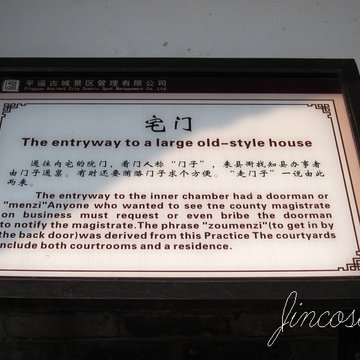 平遥古城景区管理有限公司
Pingyao Ancient City Scenic Spot Management Co .Ltd
宅门
The entryway to a large old-style house
通往内宅的院门,看门人称“门子”,来县衙找知县办事者
由门子通禀。有时还要贿赂门子求个方便。“走门子”一说由此
而来。
The entryway to the inner chamber had a doorman or
"menzi"Anyone who wanted to see the county magistrate
on business must request or even bribe the doorman
to notify the magistrate.The phrase "zoumenzi"(to get in by
the back door)was derived from this Practice The courtyards
include both courtrooms and a residence.